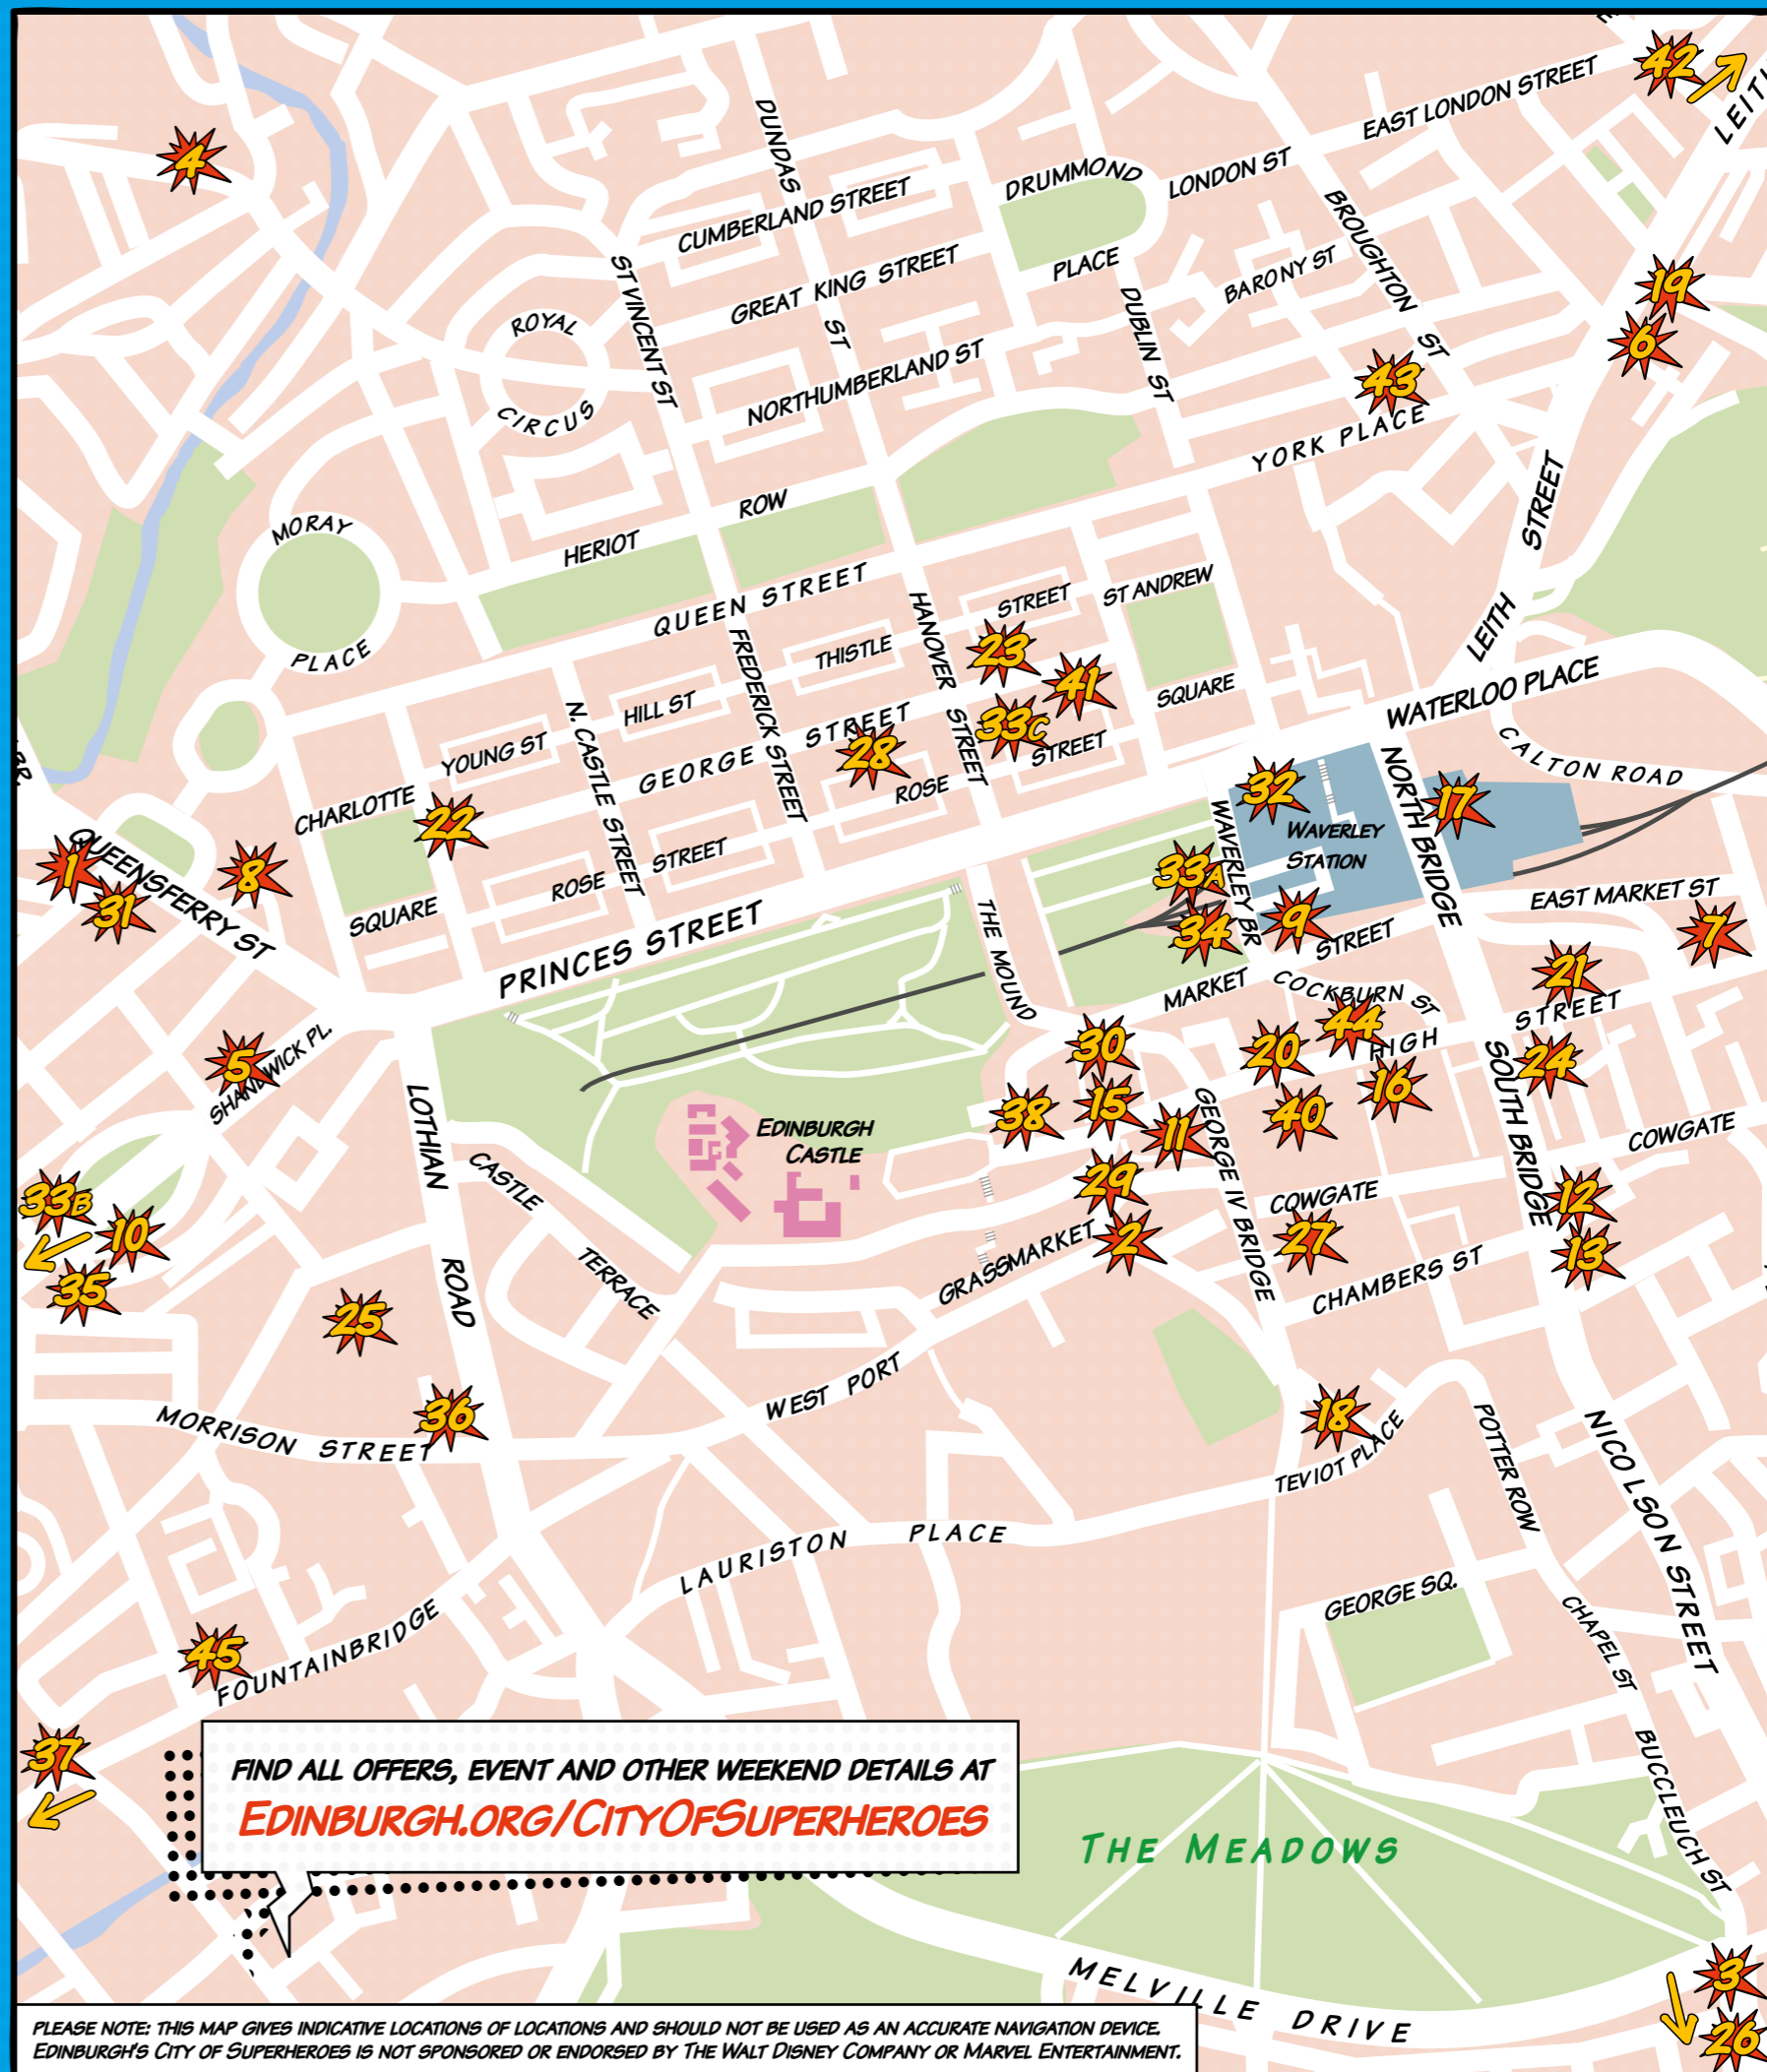 42
EAST LONDON STREET
LEITH
4
DUNDAS
ST
DRUMMOND
PLACE
LONDON ST
CUMBERLAND STREET
BROUGHTON
ST
GREAT KING STREET
BARONY ST
ST VINCENT ST
DUBLIN ST
19
6
ROYAL
CIRCUS
NORTHUMBERLAND ST
43
YORK PLACE
LEITH
STREET
MORAY
PLACE
HERIOT
ROW
QUEEN STREET
THISTLE
STREET
ST ANDREW
SQUARE
HANOVER
STREET
FREDERICK STREET
23
41
33C
28
N. CASTLE STREET
HILL ST
YOUNG ST
GEORGE
STREET
ROSE
STREET
CHARLOTTE
SQUARE
22
WATERLOO PLACE
CALTON ROAD
NORTH BRIDGE
17
32
WAVERLEY
STATION
WAVERLEY BR
BR.
QUEENSFERRY ST
1
31
8
ROSE
STREET
PRINCES STREET
THE MOUND
33A
34
9
MARKET
STREET
EAST MARKET ST
7
21
COCKBURN ST
44
HIGH
STREET
5
SHANDWICK PL.
LOTHIAN
ROAD
30
20
16
24
SOUTH BRIDGE
38
15
11
40
GEORGE IV BRIDGE
EDINBURGH
CASTLE
CASTLE
TERRACE
COWGATE
33B
10
35
29
2
COWGATE
27
12
13
GRASSMARKET
CHAMBERS ST
25
36
WEST PORT
MORRISON STREET
18
TEVIOT PLACE
POTTER ROW
NICOLSON STREET
LAURISTON PLACE
GEORGE SQ.
CHAPEL ST
45
FOUNTAINBRIDGE
37
BUCCLEUCH ST
FIND ALL OFFERS, EVENT AND OTHER WEEKEND DETAILS AT
EDINBURGH.ORG/CITYOFSUPERHEROES
THE MEADOWS
MELVILLE DRIVE
3
26
PLEASE NOTE: THIS MAP GIVES INDICATIVE LOCATIONS OF LOCATIONS AND SHOULD NOT BE USED AS AN ACCURATE NAVIGATION DEVICE.
EDINBURGH'S CITY OF SUPERHEROES IS NOT SPONSORED OR ENDORSED BY THE WALT DISNEY COMPANY OR MARVEL ENTERTAINMENT.